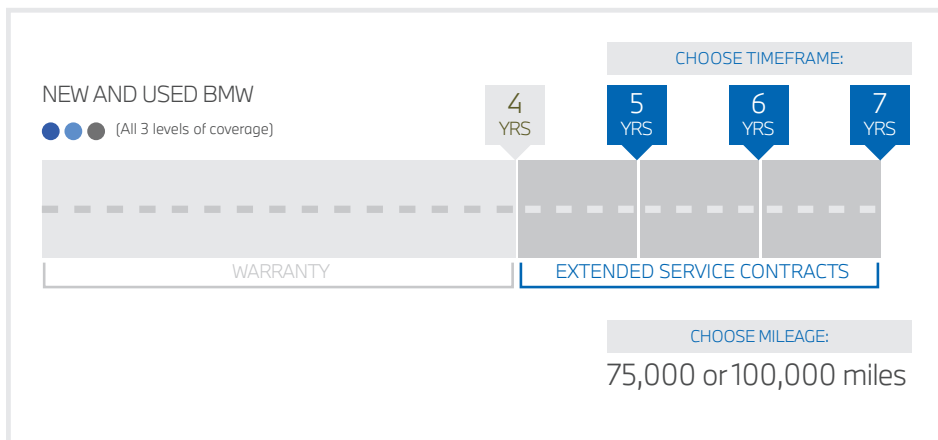 CHOOSE TIMEFRAME:
NEW AND USED BMW
(All 3 levels of coverage)
4
YRS
5
YRS
6
YRS
7
YRS
WARRANTY
EXTENDED SERVICE CONTRACTS
CHOOSE MILEAGE:
75,000 or 100,000 miles